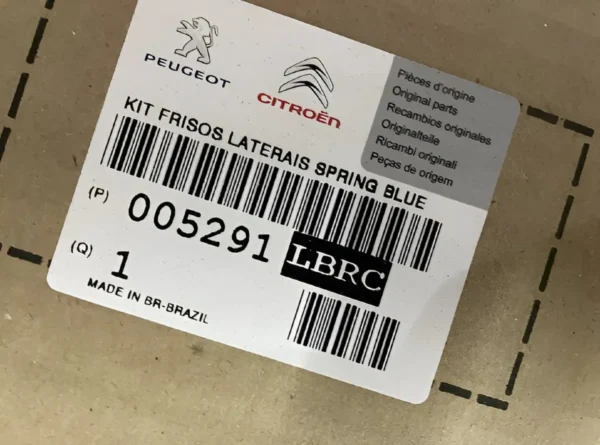 PEUGEOT
CITROËN
Pièces d'origine
Original parts
Recambios originales
Originalteile
Ricambi originali
Peças de origem
KIT FRISOS LATERAIS SPRING BLUE
(P) 005291 LBRC
(Q) 1
MADE IN BR-BRAZIL